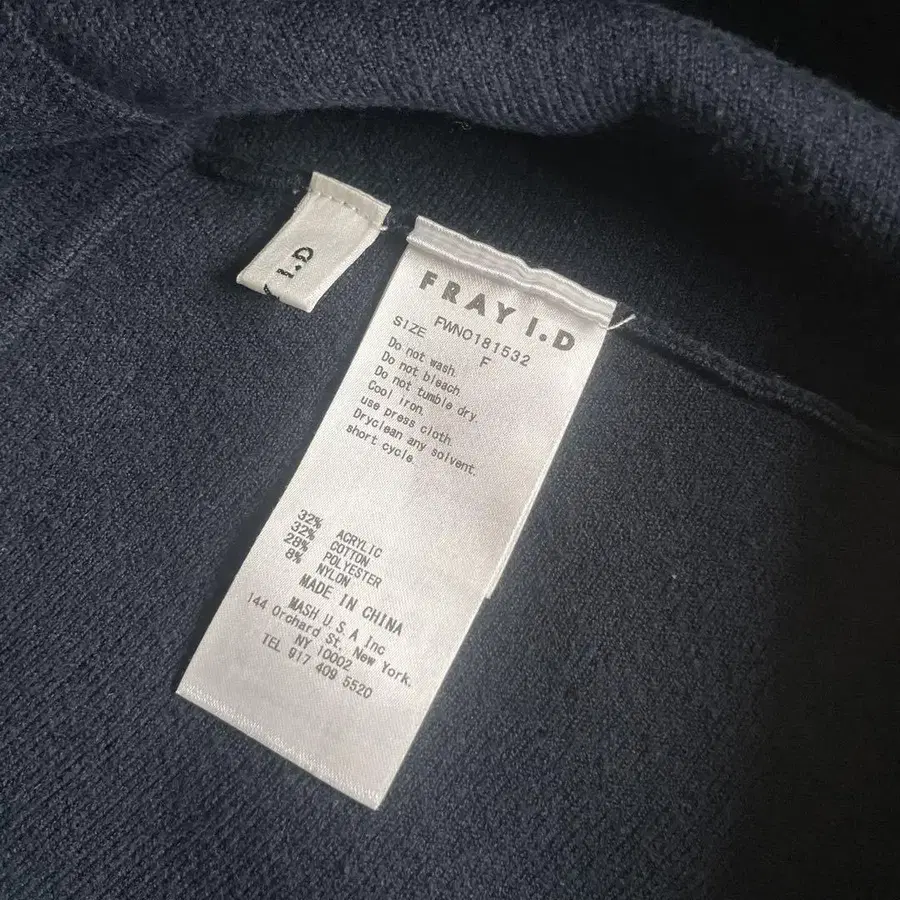 I.D
FRAY I.D
FWNO181532
SIZE F
Do not wash.
Do not bleach.
Do not tumble dry.
Cool iron.
use press cloth.
Dryclean any solvent.
short cycle.
32% ACRYLIC
32% COTTON
28% POLYESTER
8% NYLON
MADE IN CHINA
MASH U.S.A Inc
144 Orchard St. New York.
NY 10002
TEL 917 409 5520